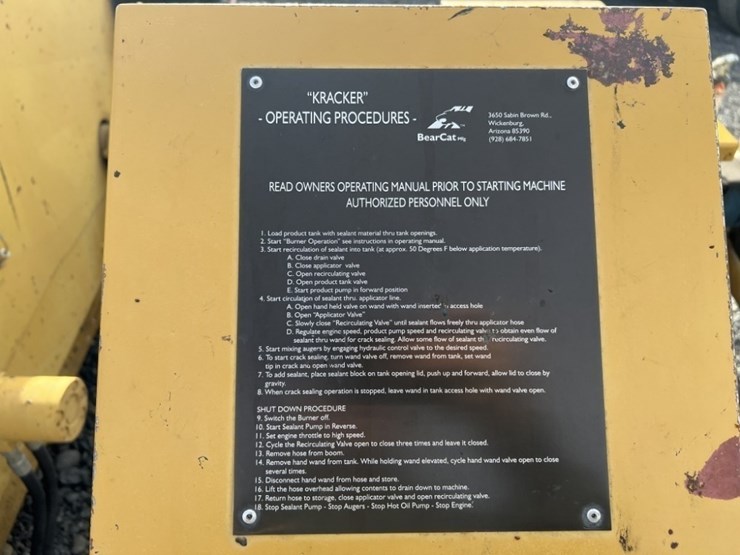 "KRACKER"
- OPERATING PROCEDURES -
BearCat Mfg
3650 Sabin Brown Rd..
Wickenburg,
Arizona 85390
(928) 684-7851
READ OWNERS OPERATING MANUAL PRIOR TO STARTING MACHINE
AUTHORIZED PERSONNEL ONLY
1. Load product tank with sealant material thru tank openings.
2. Start "Burner Operation" see instructions in operating manual.
3. Start recirculation of sealant into tank (at approx. 50 Degrees F below application temperature).
A. Close drain valve
B. Close applicator valve
C. Open recirculating valve
D. Open product tank valve
E. Start product pump in forward position
4. Start circulation of sealant thru applicator line.
A. Open hand held valve on wand with wand inserted in access hole
B. Open "Applicator Valve"
C. Slowly close "Recirculating Valve" until sealant flows freely thru applicator hose
D. Regulate engine speed, product pump speed and recirculating valve to obtain even flow of
sealant thru wand for crack sealing. Allow some flow of sealant thru recirculating valve.
5. Start mixing augers by engaging hydraulic control valve to the desired speed.
6. To start crack sealing, turn wand valve off, remove wand from tank, set wand
tip in crack and open wand valve.
7. To add sealant, place sealant block on tank opening lid, push up and forward, allow lid to close by
gravity.
8. When crack sealing operation is stopped, leave wand in tank access hole with wand valve open.
SHUT DOWN PROCEDURE
9. Switch the Burner off.
10. Start Sealant Pump in Reverse.
11. Set engine throttle to high speed.
12. Cycle the Recirculating Valve open to close three times and leave it closed.
13. Remove hose from boom.
14. Remove hand wand from tank. While holding wand elevated, cycle hand wand valve open to close
several times.
15. Disconnect hand wand from hose and store.
16. Lift the hose overhead allowing contents to drain down to machine.
17. Return hose to storage, close applicator valve and open recirculating valve.
18. Stop Sealant Pump - Stop Augers - Stop Hot Oil Pump - Stop Engine.